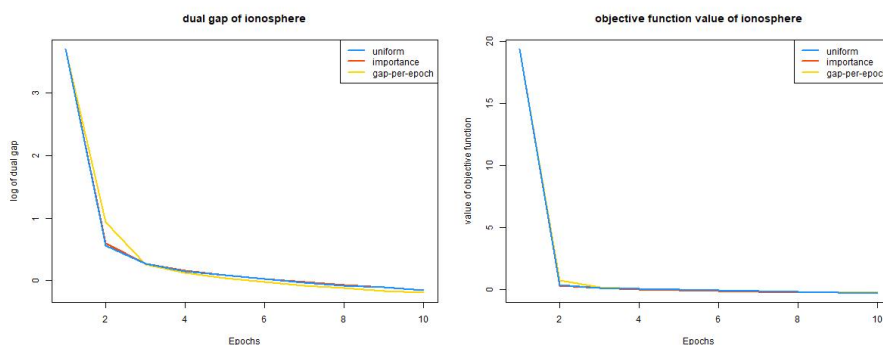 dual gap of ionosphere
log of dual gap
3
2
1
0
uniform
importance
gap-per-epoch
2
4
6
8
10
Epochs
objective function value of ionosphere
value of objective function
20
15
10
5
0
uniform
importance
gap-per-epoch
2
4
6
8
10
Epochs